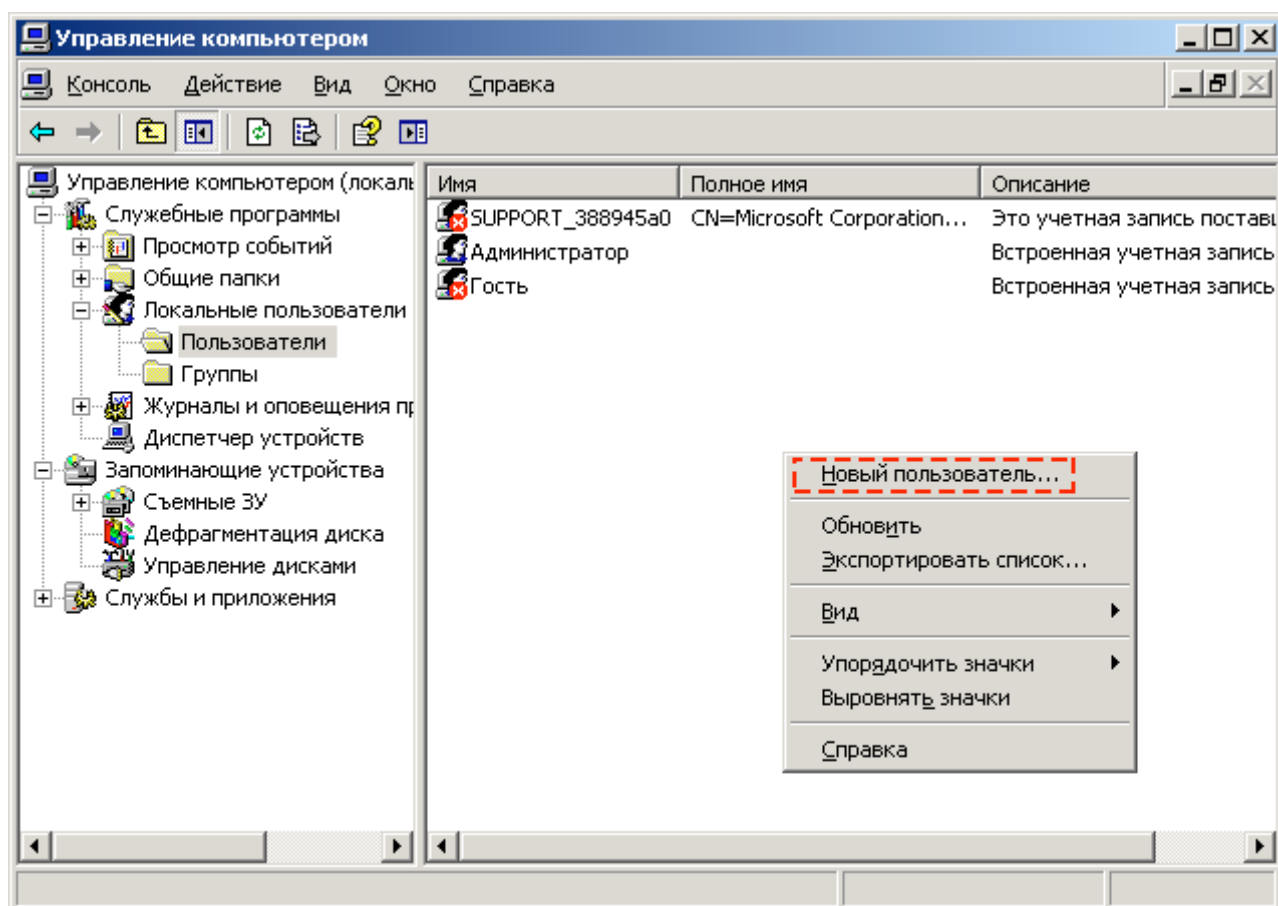 Управление компьютером
Консоль Действие Вид Окно Справка
Управление компьютером (локаль
Служебные программы
Просмотр событий
Общие папки
Локальные пользователи
Пользователи
Группы
Журналы и оповещения пр
Диспетчер устройств
Запоминающие устройства
Съемные ЗУ
Дефрагментация диска
Управление дисками
Службы и приложения
Имя Полное имя Описание
SUPPORT_388945a0 CN=Microsoft Corporation... Это учетная запись постави
Администратор Встроенная учетная запись
Гость Встроенная учетная запись
Новый пользователь...
Обновить
Экспортировать список...
Вид
Упорядочить значки
Выровнять значки
Справка